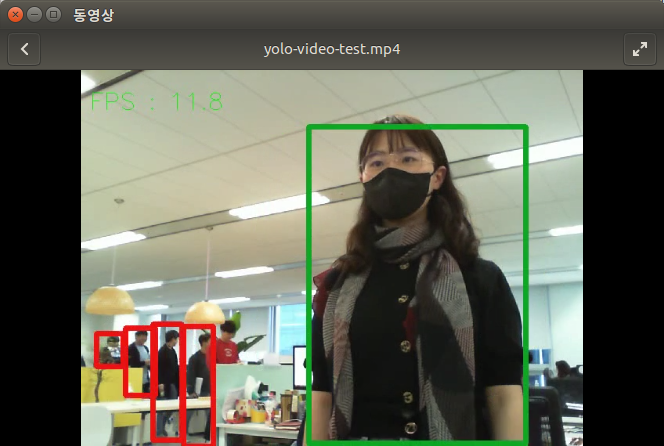 동영상
yolo-video-test.mp4
FPS : 11.8